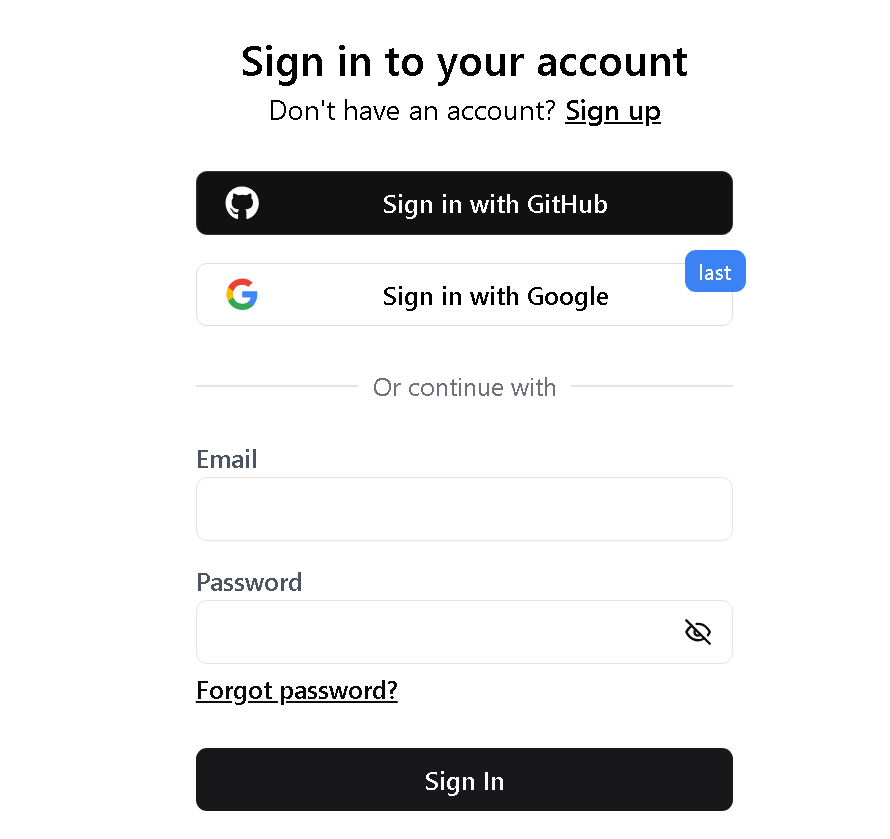 Sign in to your account
Don't have an account? Sign up
Sign in with GitHub
last
Sign in with Google
Or continue with
Email
Password
Forgot password?
Sign In